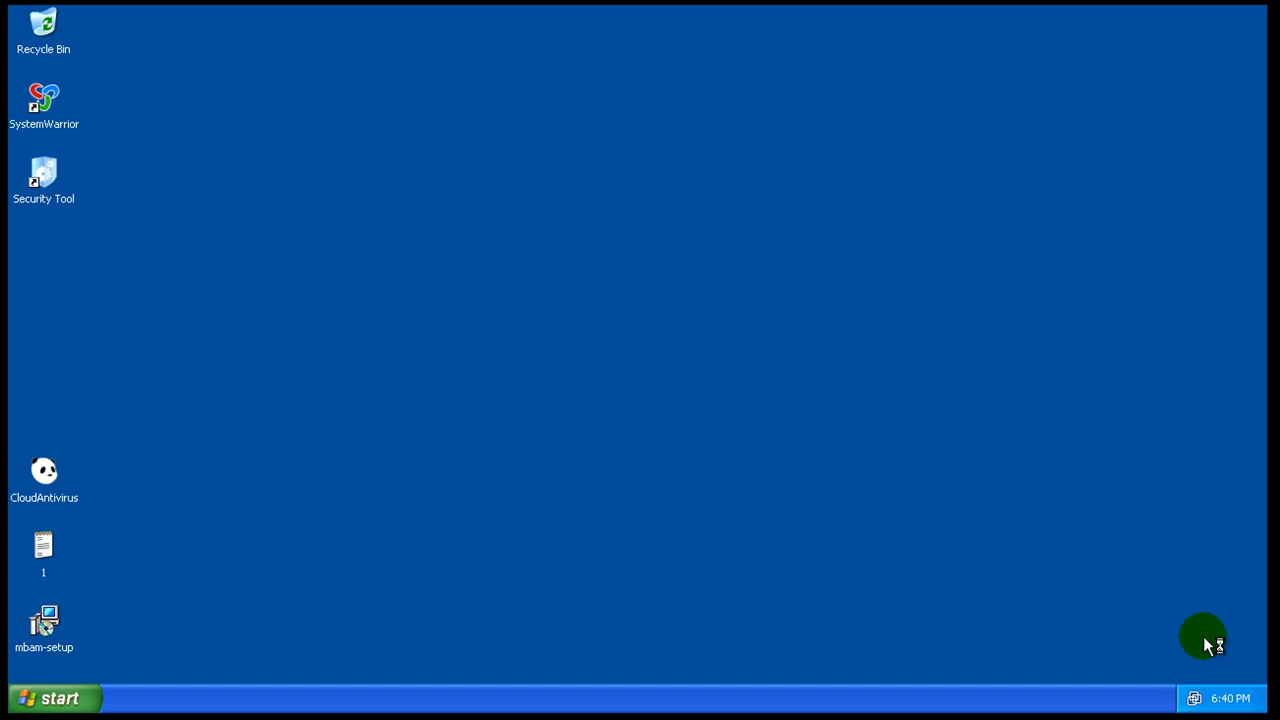 Recycle Bin
SystemWarrior
Security Tool
CloudAntivirus
1
mbam-setup
start
6:40 PM